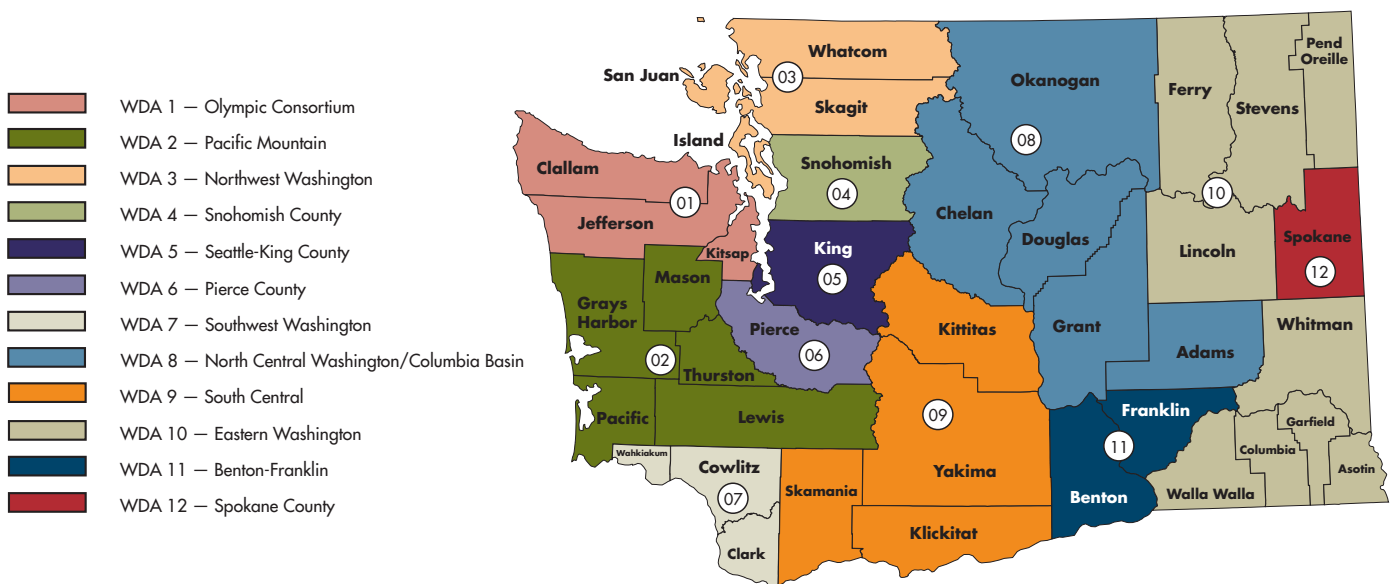 WDA 1 – Olympic Consortium
WDA 2 – Pacific Mountain
WDA 3 – Northwest Washington
WDA 4 – Snohomish County
WDA 5 – Seattle-King County
WDA 6 – Pierce County
WDA 7 – Southwest Washington
WDA 8 – North Central Washington/Columbia Basin
WDA 9 – South Central
WDA 10 – Eastern Washington
WDA 11 – Benton-Franklin
WDA 12 – Spokane County
Whatcom
San Juan
03
Skagit
Island
Okanogan
08
Ferry
Stevens
Pend
Oreille
Clallam
01
Jefferson
Kitsap
Snohomish
04
Chelan
Douglas
10
Lincoln
Spokane
12
King
05
Mason
Grays
Harbor
02
Thurston
Pierce
06
Kittitas
Grant
Adams
Whitman
Pacific
Lewis
09
Yakima
Franklin
11
Benton
Garfield
Columbia
Asotin
Walla Walla
Wahkiakum
Cowlitz
07
Clark
Skamania
Klickitat